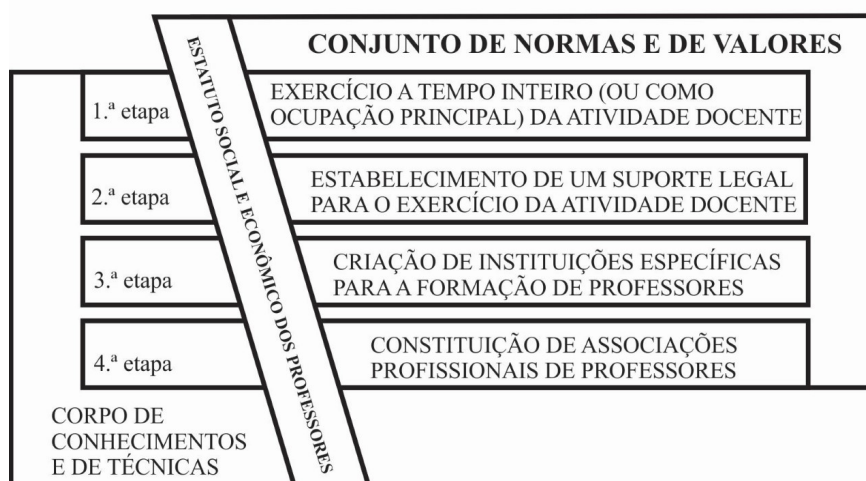 CONJUNTO DE NORMAS E DE VALORES
ESTATUTO SOCIAL E ECONÔMICO DOS PROFESSORES
1.ª etapa
EXERCÍCIO A TEMPO INTEIRO (OU COMO
OCUPAÇÃO PRINCIPAL) DA ATIVIDADE DOCENTE
2.ª etapa
ESTABELECIMENTO DE UM SUPORTE LEGAL
PARA O EXERCÍCIO DA ATIVIDADE DOCENTE
3.ª etapa
CRIAÇÃO DE INSTITUIÇÕES ESPECÍFICAS
PARA A FORMAÇÃO DE PROFESSORES
4.ª etapa
CONSTITUIÇÃO DE ASSOCIAÇÕES
PROFISSIONAIS DE PROFESSORES
CORPO DE
CONHECIMENTOS
E DE TÉCNICAS